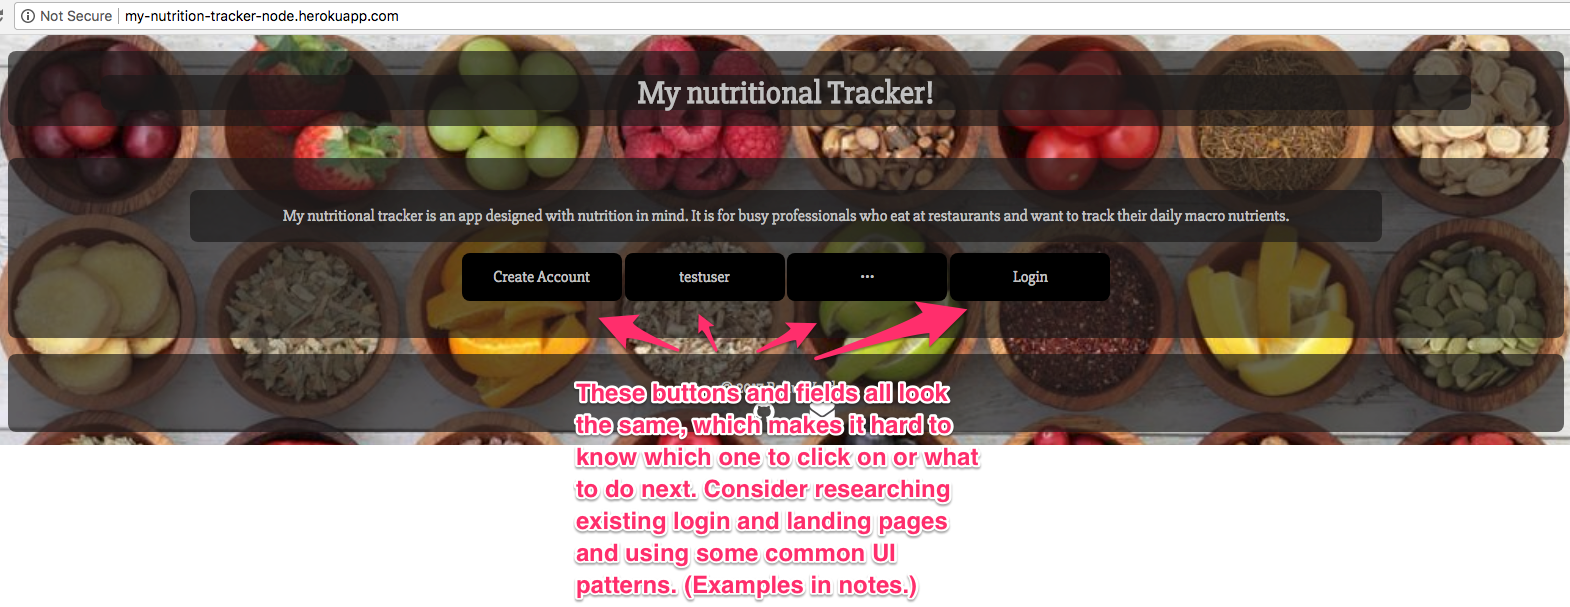 Not Secure | my-nutrition-tracker-node.herokuapp.com
My nutritional Tracker!
My nutritional tracker is an app designed with nutrition in mind. It is for busy professionals who eat at restaurants and want to track their daily macro nutrients.
Create Account testuser ••• Login
These buttons and fields all look
the same, which makes it hard to
know which one to click on or what
to do next. Consider researching
existing login and landing pages
and using some common UI
patterns. (Examples in notes.)